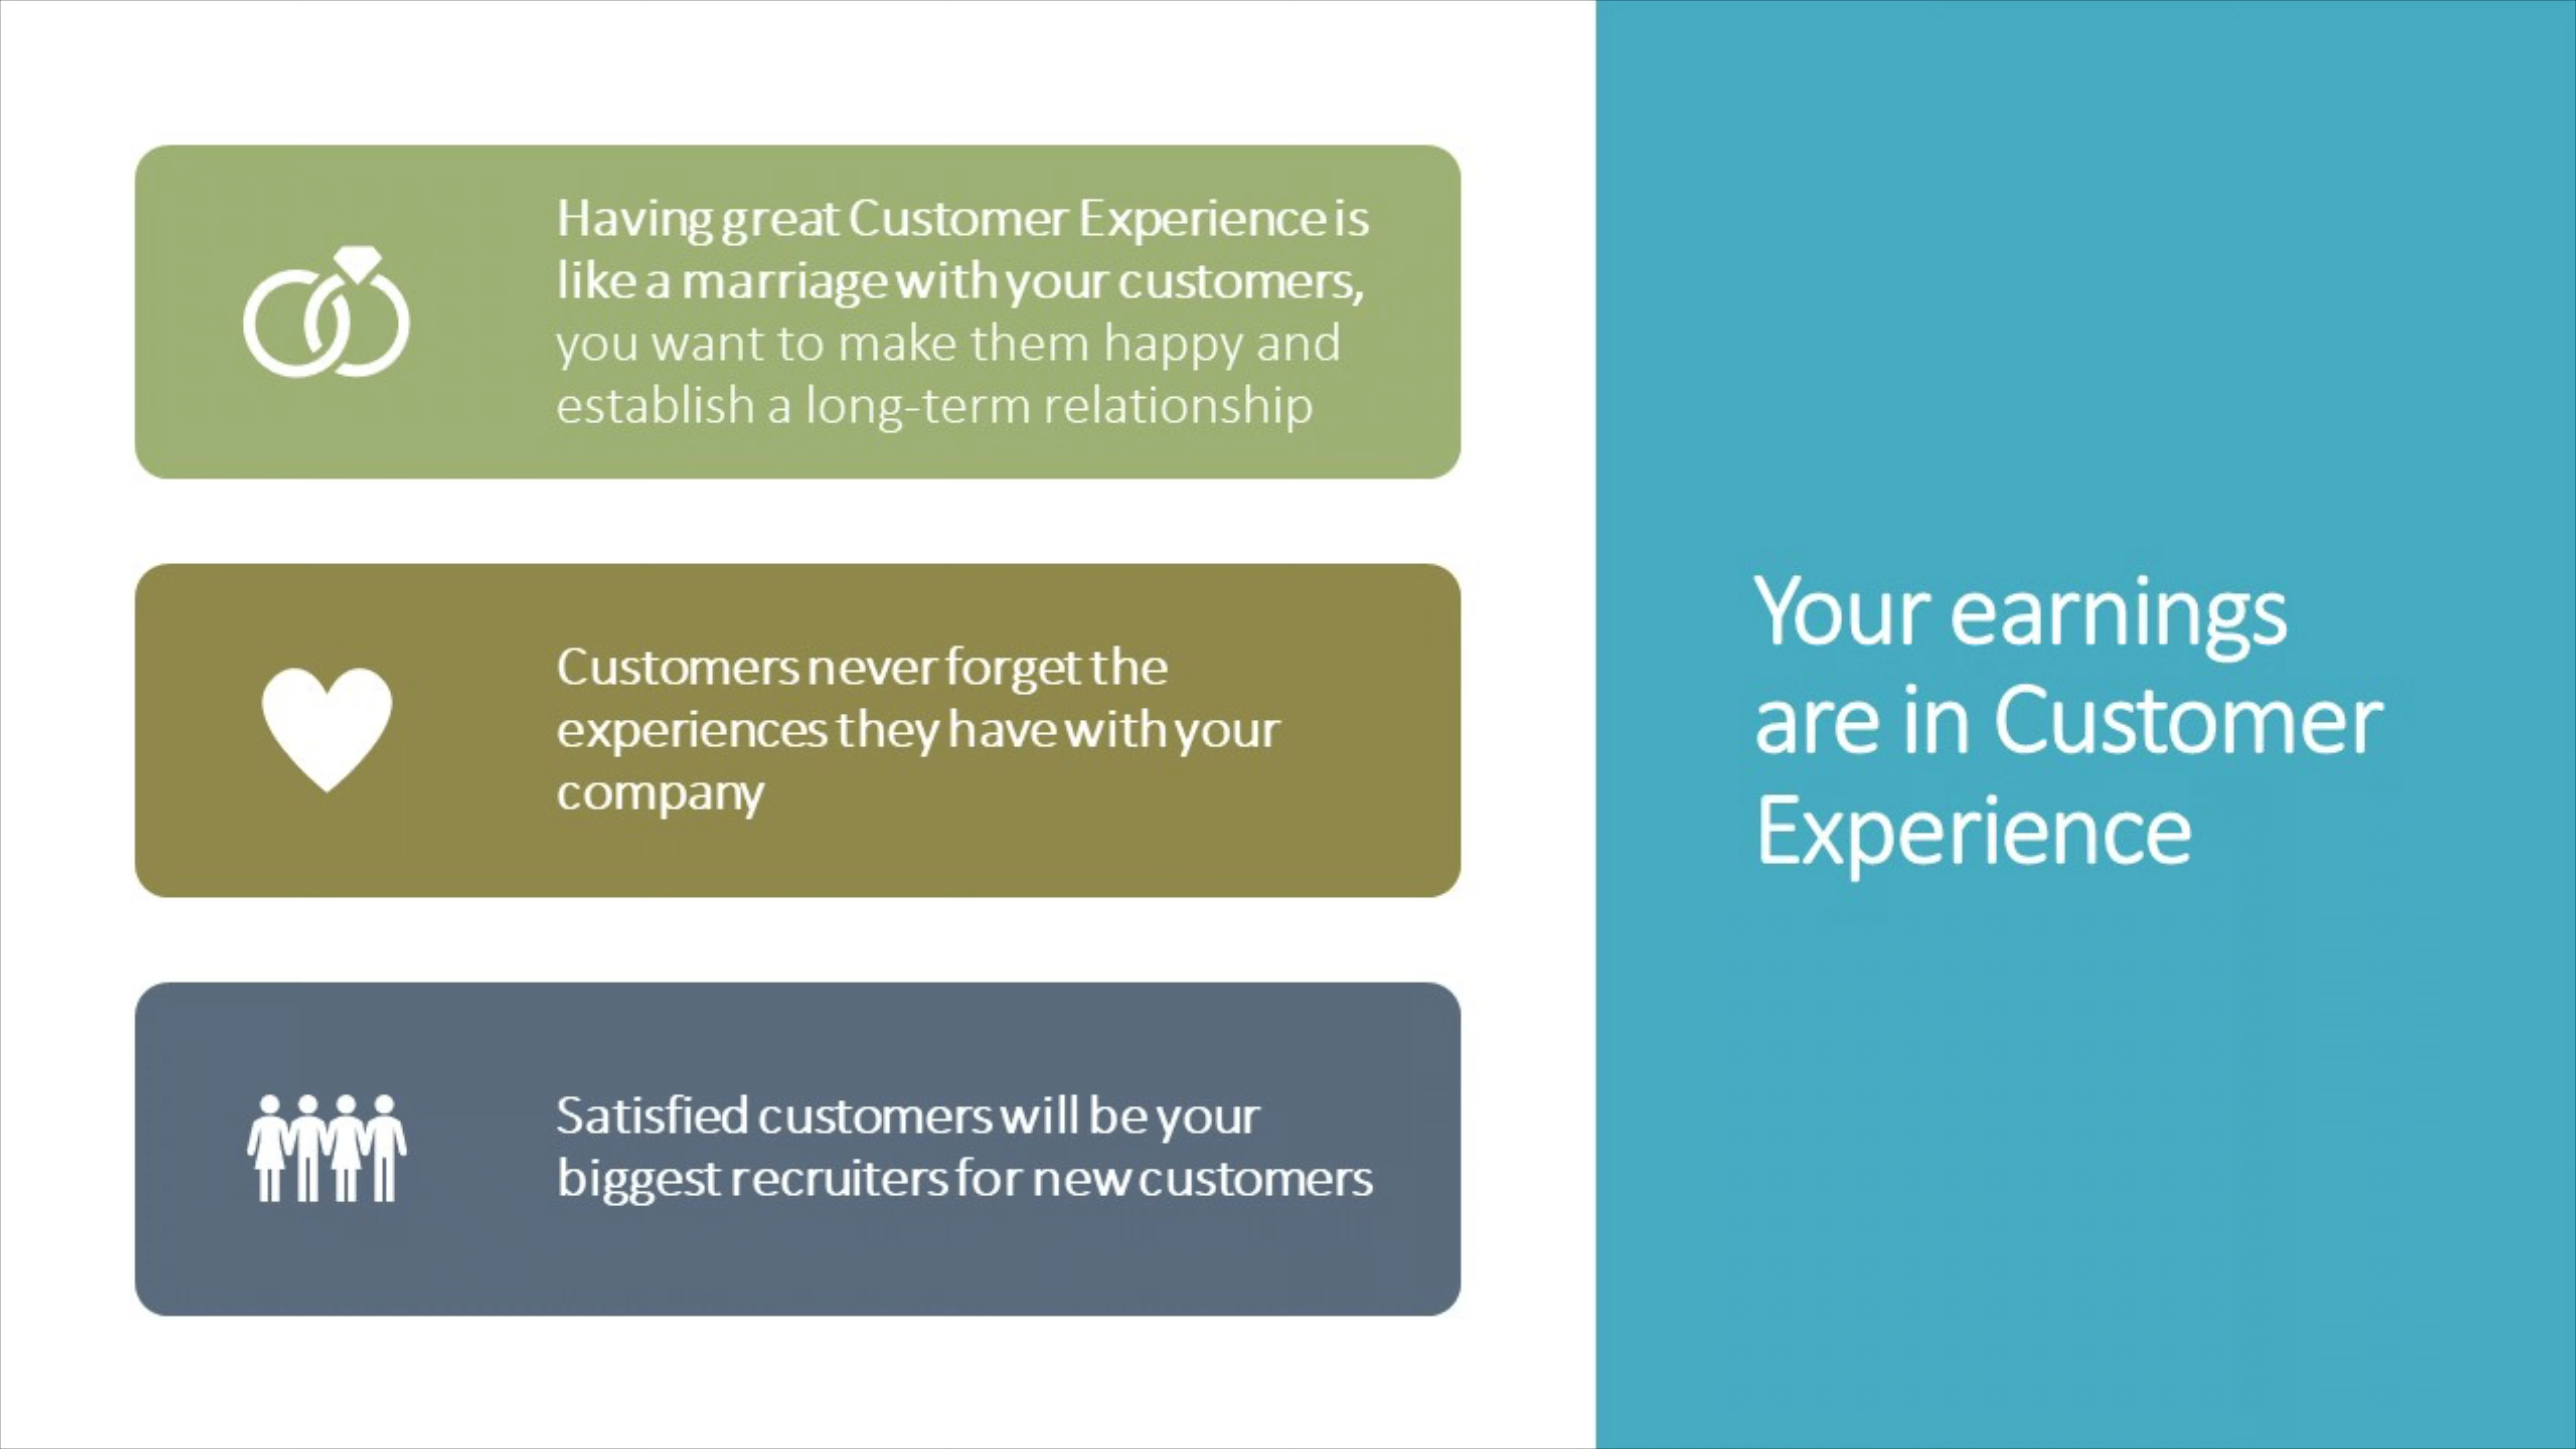 Having great Customer Experience is
like a marriage with your customers,
you want to make them happy and
establish a long-term relationship
Customers never forget the
experiences they have with your
company
Satisfied customers will be your
biggest recruiters for new customers
Your earnings
are in Customer
Experience